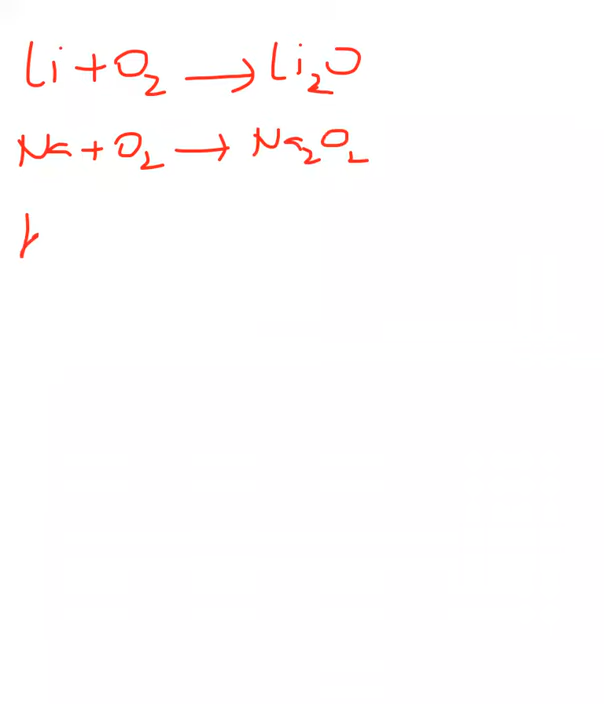 Li + O₂ → Li₂O
Na + O₂ → Na₂O₂